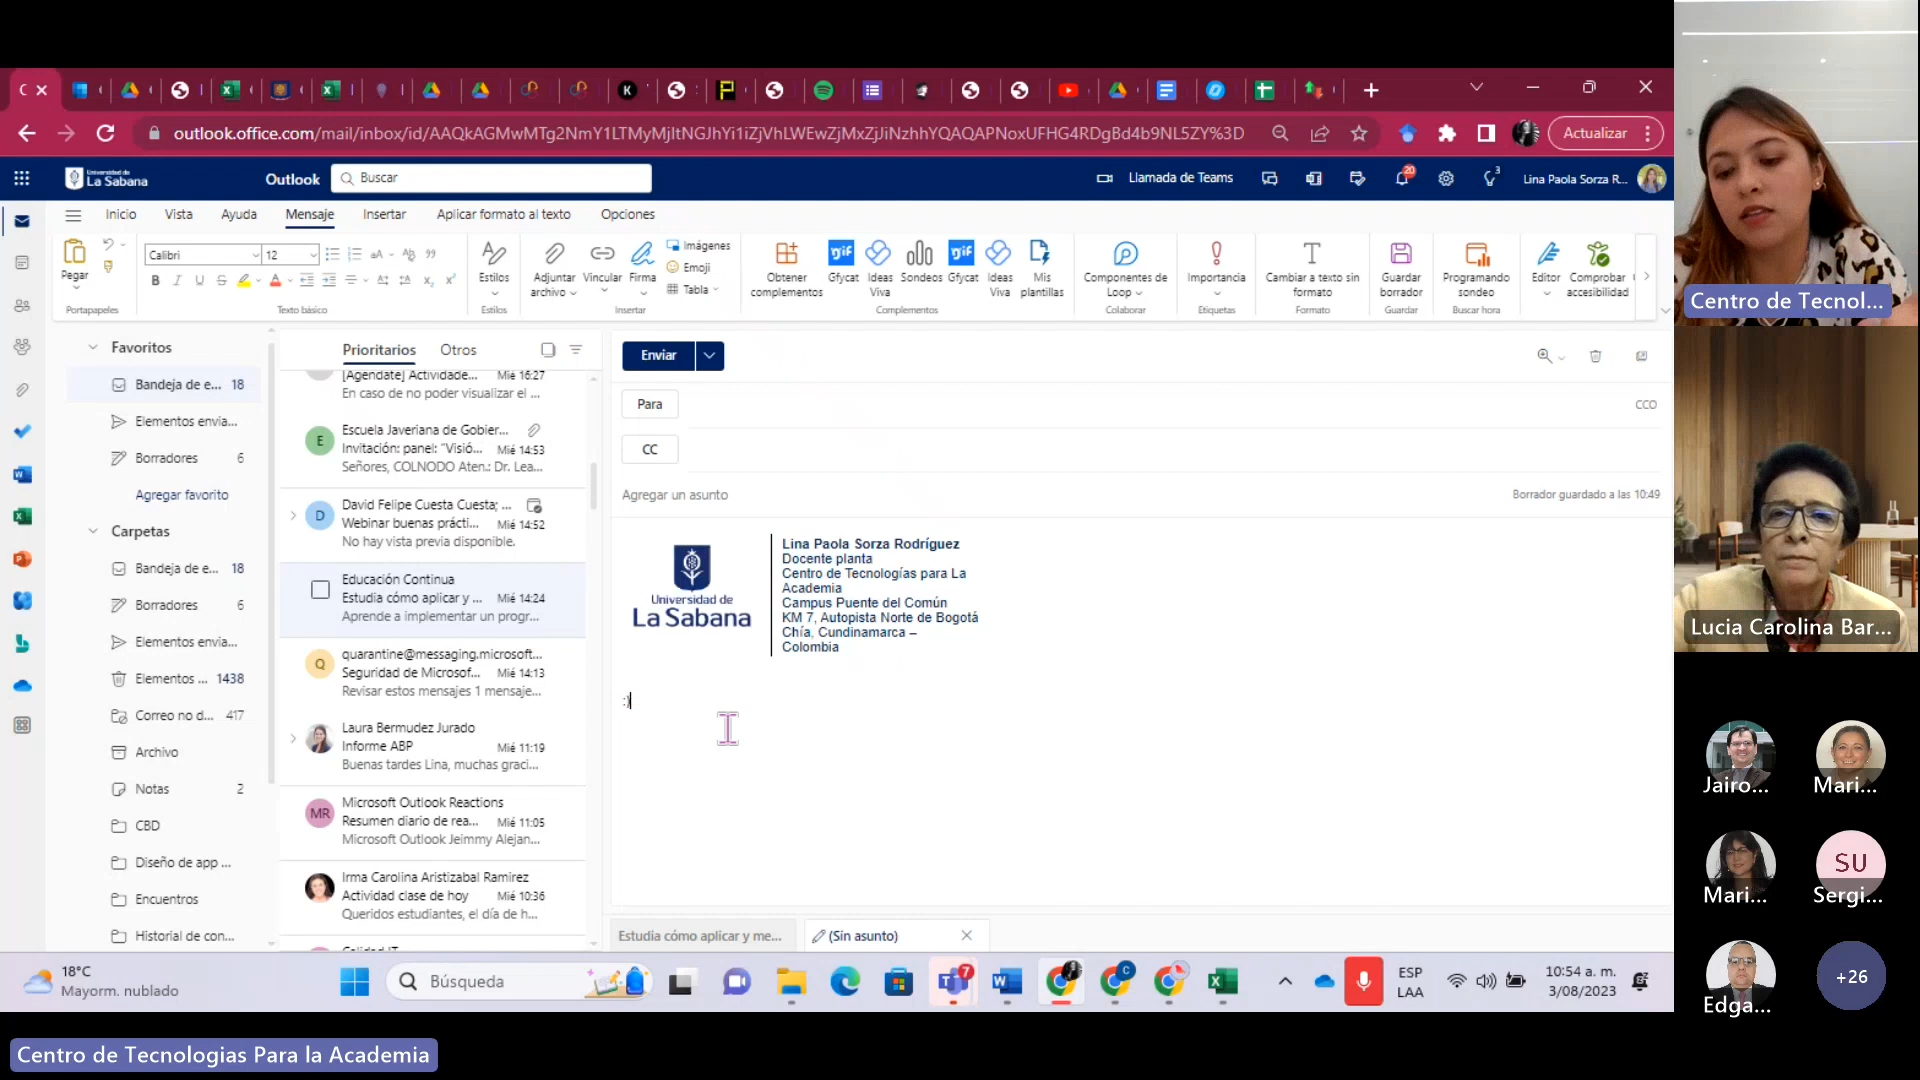 C
K
outlook.office.com/mail/inbox/id/AAQkAGMwMTg2NmY1LTMyMjItNGJhYi1iZjVhLWEwZjMxZjJiNzhhYQAQAPNoxUFHG4RDgBd4b9NL5ZY%3D
Actualizar
Universidad de La Sabana
Outlook
Buscar
Llamada de Teams
20
3
Lina Paola Sorza R...
Inicio Vista Ayuda Mensaje Insertar Aplicar formato al texto Opciones
Pegar
Portapapeles
Calibri 12
Texto básico
Estilos
Estilos
Adjuntar archivo
Vincular
Firma
Imágenes
Emoji
Tabla
Insertar
Obtener complementos
Gfycat
Ideas Viva
Sondeos
Gfycat
Ideas Viva
Mis plantillas
Complementos
Componentes de Loop
Colaborar
Importancia
Etiquetas
Cambiar a texto sin formato
Formato
Guardar borrador
Guardar
Programando sondeo
Buscar hora
Editor
Comprobar accesibilidad
Favoritos
Bandeja de e... 18
Elementos envia...
Borradores 6
Agregar favorito
Carpetas
Bandeja de e... 18
Borradores 6
Elementos envia...
Elementos ... 1438
Correo no d... 417
Archivo
Notas 2
CBD
Diseño de app ...
Encuentros
Historial de con...
Prioritarios Otros
[Agendate] Actividade... Mié 16:27
En caso de no poder visualizar el ...
E
Escuela Javeriana de Gobier...
Invitación: panel: "Visió... Mié 14:53
Señores, COLNODO Aten.: Dr. Lea...
D
David Felipe Cuesta Cuesta; ...
Webinar buenas prácti... Mié 14:52
No hay vista previa disponible.
Educación Continua
Estudia cómo aplicar y ... Mié 14:24
Aprende a implementar un progr...
Q
quarantine@messaging.microsoft...
Seguridad de Microsof... Mié 14:13
Revisar estos mensajes 1 mensaje...
Laura Bermudez Jurado
Informe ABP Mié 11:19
Buenas tardes Lina, muchas graci...
MR
Microsoft Outlook Reactions
Resumen diario de rea... Mié 11:05
Microsoft Outlook Jeimmy Alejan...
Irma Carolina Aristizabal Ramirez
Actividad clase de hoy Mié 10:36
Queridos estudiantes, el día de h...
Enviar
Para
CCO
CC
Agregar un asunto
Borrador guardado a las 10:49
Universidad de
La Sabana
Lina Paola Sorza Rodríguez
Docente planta
Centro de Tecnologías para La
Academia
Campus Puente del Común
KM 7, Autopista Norte de Bogotá
Chía, Cundinamarca –
Colombia
:)
Estudia cómo aplicar y me...
(Sin asunto)
18°C
Mayorm. nublado
Búsqueda
7
C
ESP
LAA
10:54 a. m.
3/08/2023
Centro de Tecnol...
Lucia Carolina Bar...
Jairo...
Mari...
Mari...
SU
Sergi...
Edga...
+26
Centro de Tecnologias Para la Academia